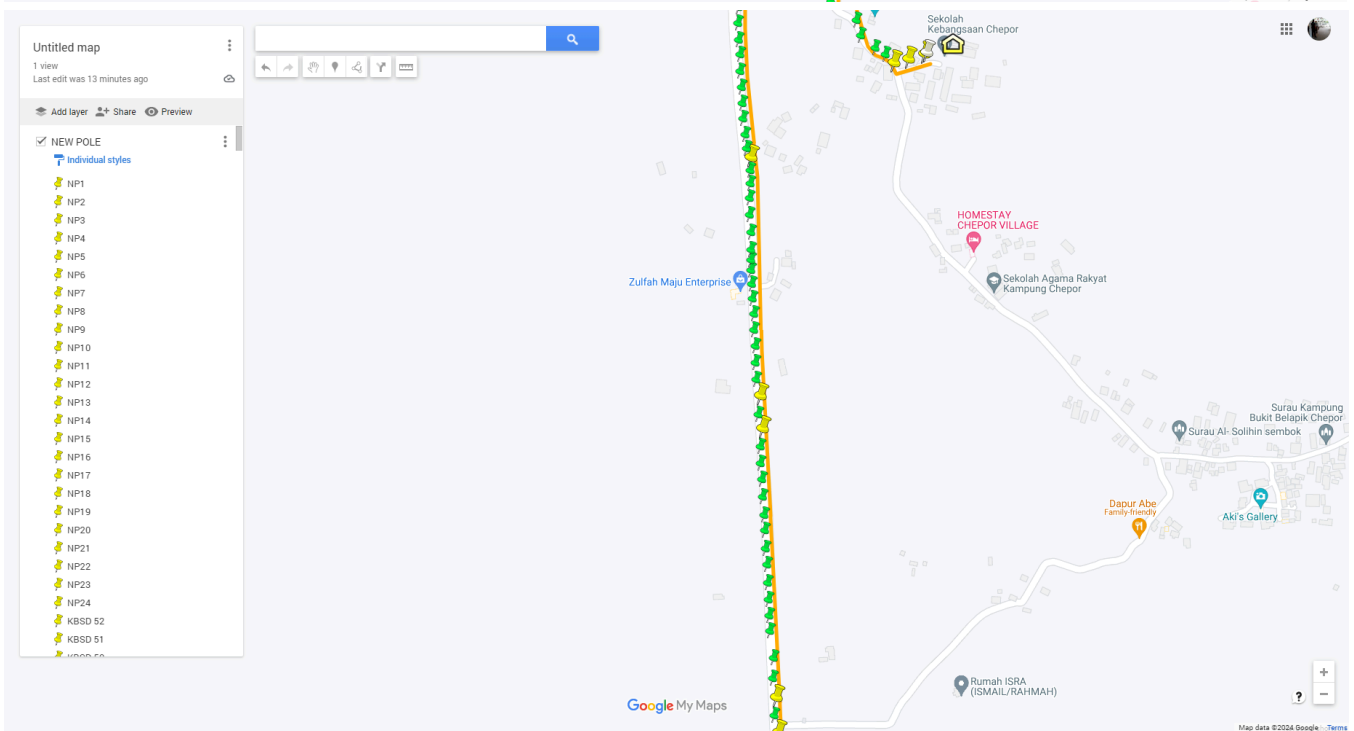 Untitled map
1 view
Last edit was 13 minutes ago
Add layer
Share
Preview
NEW POLE
Individual styles
NP1
NP2
NP3
NP4
NP5
NP6
NP7
NP8
NP9
NP10
NP11
NP12
NP13
NP14
NP15
NP16
NP17
NP18
NP19
NP20
NP21
NP22
NP23
NP24
KBSD 52
KBSD 51
Sekolah
Kebangsaan Chepor
HOMESTAY
CHEPOR VILLAGE
Sekolah Agama Rakyat
Kampung Chepor
Zulfah Maju Enterprise
Surau Kampung
Bukit Belapik Chepor
Surau Al- Solihin sembok
Dapur Abe
Family-friendly
Aki's Gallery
Rumah ISRA
(ISMAIL/RAHMAH)
Google My Maps
+
?
−
Map data ©2024 Google
Terms